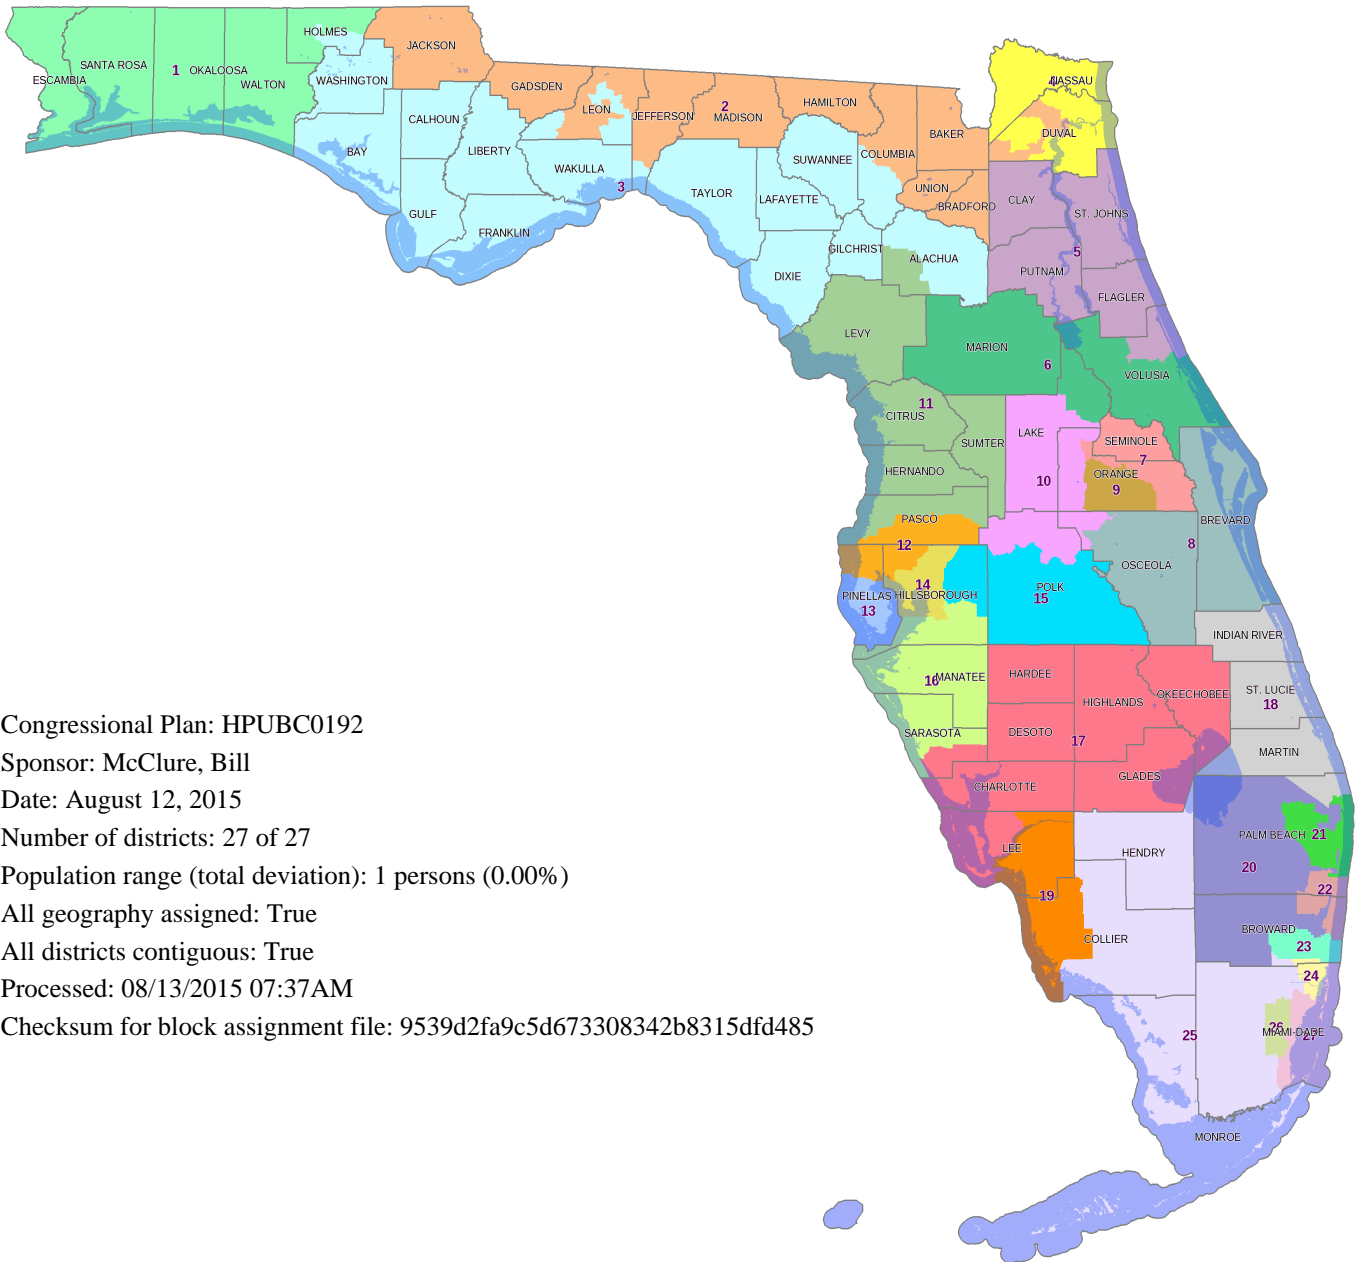 HOLMES
JACKSON
SANTA ROSA
1
OKALOOSA
ESCAMBIA
WALTON
WASHINGTON
GADSDEN
NASSAU
4
HAMILTON
2
MADISON
LEON
JEFFERSON
CALHOUN
BAKER
DUVAL
BAY
LIBERTY
SUWANNEE
COLUMBIA
WAKULLA
3
TAYLOR
LAFAYETTE
UNION
BRADFORD
CLAY
GULF
ST. JOHNS
FRANKLIN
GILCHRIST
ALACHUA
5
DIXIE
PUTNAM
FLAGLER
LEVY
MARION
6
VOLUSIA
11
CITRUS
LAKE
SUMTER
SEMINOLE
7
HERNANDO
10
ORANGE
9
PASCO
BREVARD
12
8
OSCEOLA
14
POLK
PINELLAS
HILLSBOROUGH
15
13
INDIAN RIVER
16
MANATEE
HARDEE
HIGHLANDS
OKEECHOBEE
ST. LUCIE
18
SARASOTA
DESOTO
17
MARTIN
GLADES
CHARLOTTE
PALM BEACH
21
LEE
HENDRY
20
22
19
BROWARD
COLLIER
23
24
25
26
MIAMI-DADE
27
MONROE
Congressional Plan: HPUBC0192
Sponsor: McClure, Bill
Date: August 12, 2015
Number of districts: 27 of 27
Population range (total deviation): 1 persons (0.00%)
All geography assigned: True
All districts contiguous: True
Processed: 08/13/2015 07:37AM
Checksum for block assignment file: 9539d2fa9c5d673308342b8315dfd485